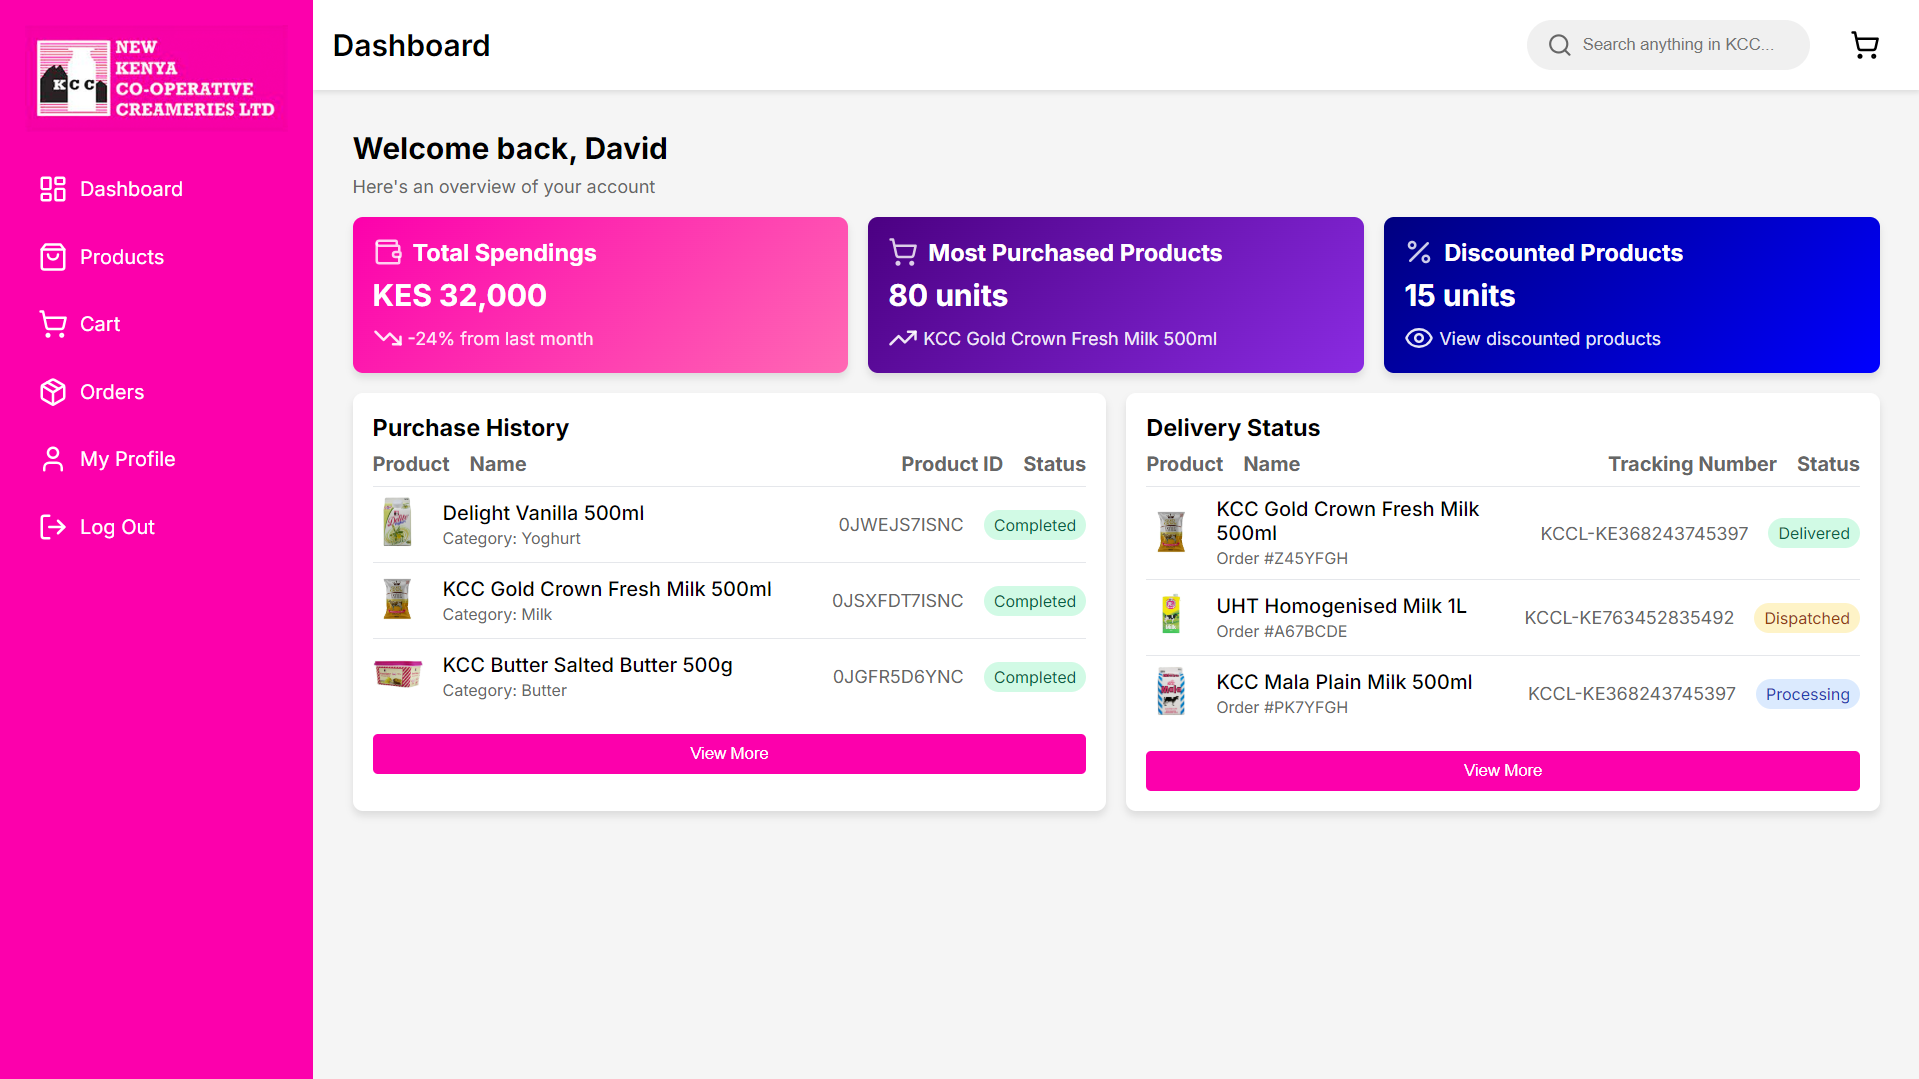 NEW
KENYA
CO-OPERATIVE
CREAMERIES LTD
KCC
Dashboard
Products
Cart
Orders
My Profile
Log Out
Dashboard
Search anything in KCC...
Welcome back, David
Here's an overview of your account
Total Spendings
KES 32,000
-24% from last month
Most Purchased Products
80 units
KCC Gold Crown Fresh Milk 500ml
Discounted Products
15 units
View discounted products
Purchase History
Product Name Product ID Status
Delight Vanilla 500ml
Category: Yoghurt
0JWEJS7ISNC
Completed
KCC Gold Crown Fresh Milk 500ml
Category: Milk
0JSXFDT7ISNC
Completed
KCC Butter Salted Butter 500g
Category: Butter
0JGFR5D6YNC
Completed
View More
Delivery Status
Product Name Tracking Number Status
KCC Gold Crown Fresh Milk
500ml
Order #Z45YFGH
KCCL-KE368243745397
Delivered
UHT Homogenised Milk 1L
Order #A67BCDE
KCCL-KE763452835492
Dispatched
KCC Mala Plain Milk 500ml
Order #PK7YFGH
KCCL-KE368243745397
Processing
View More